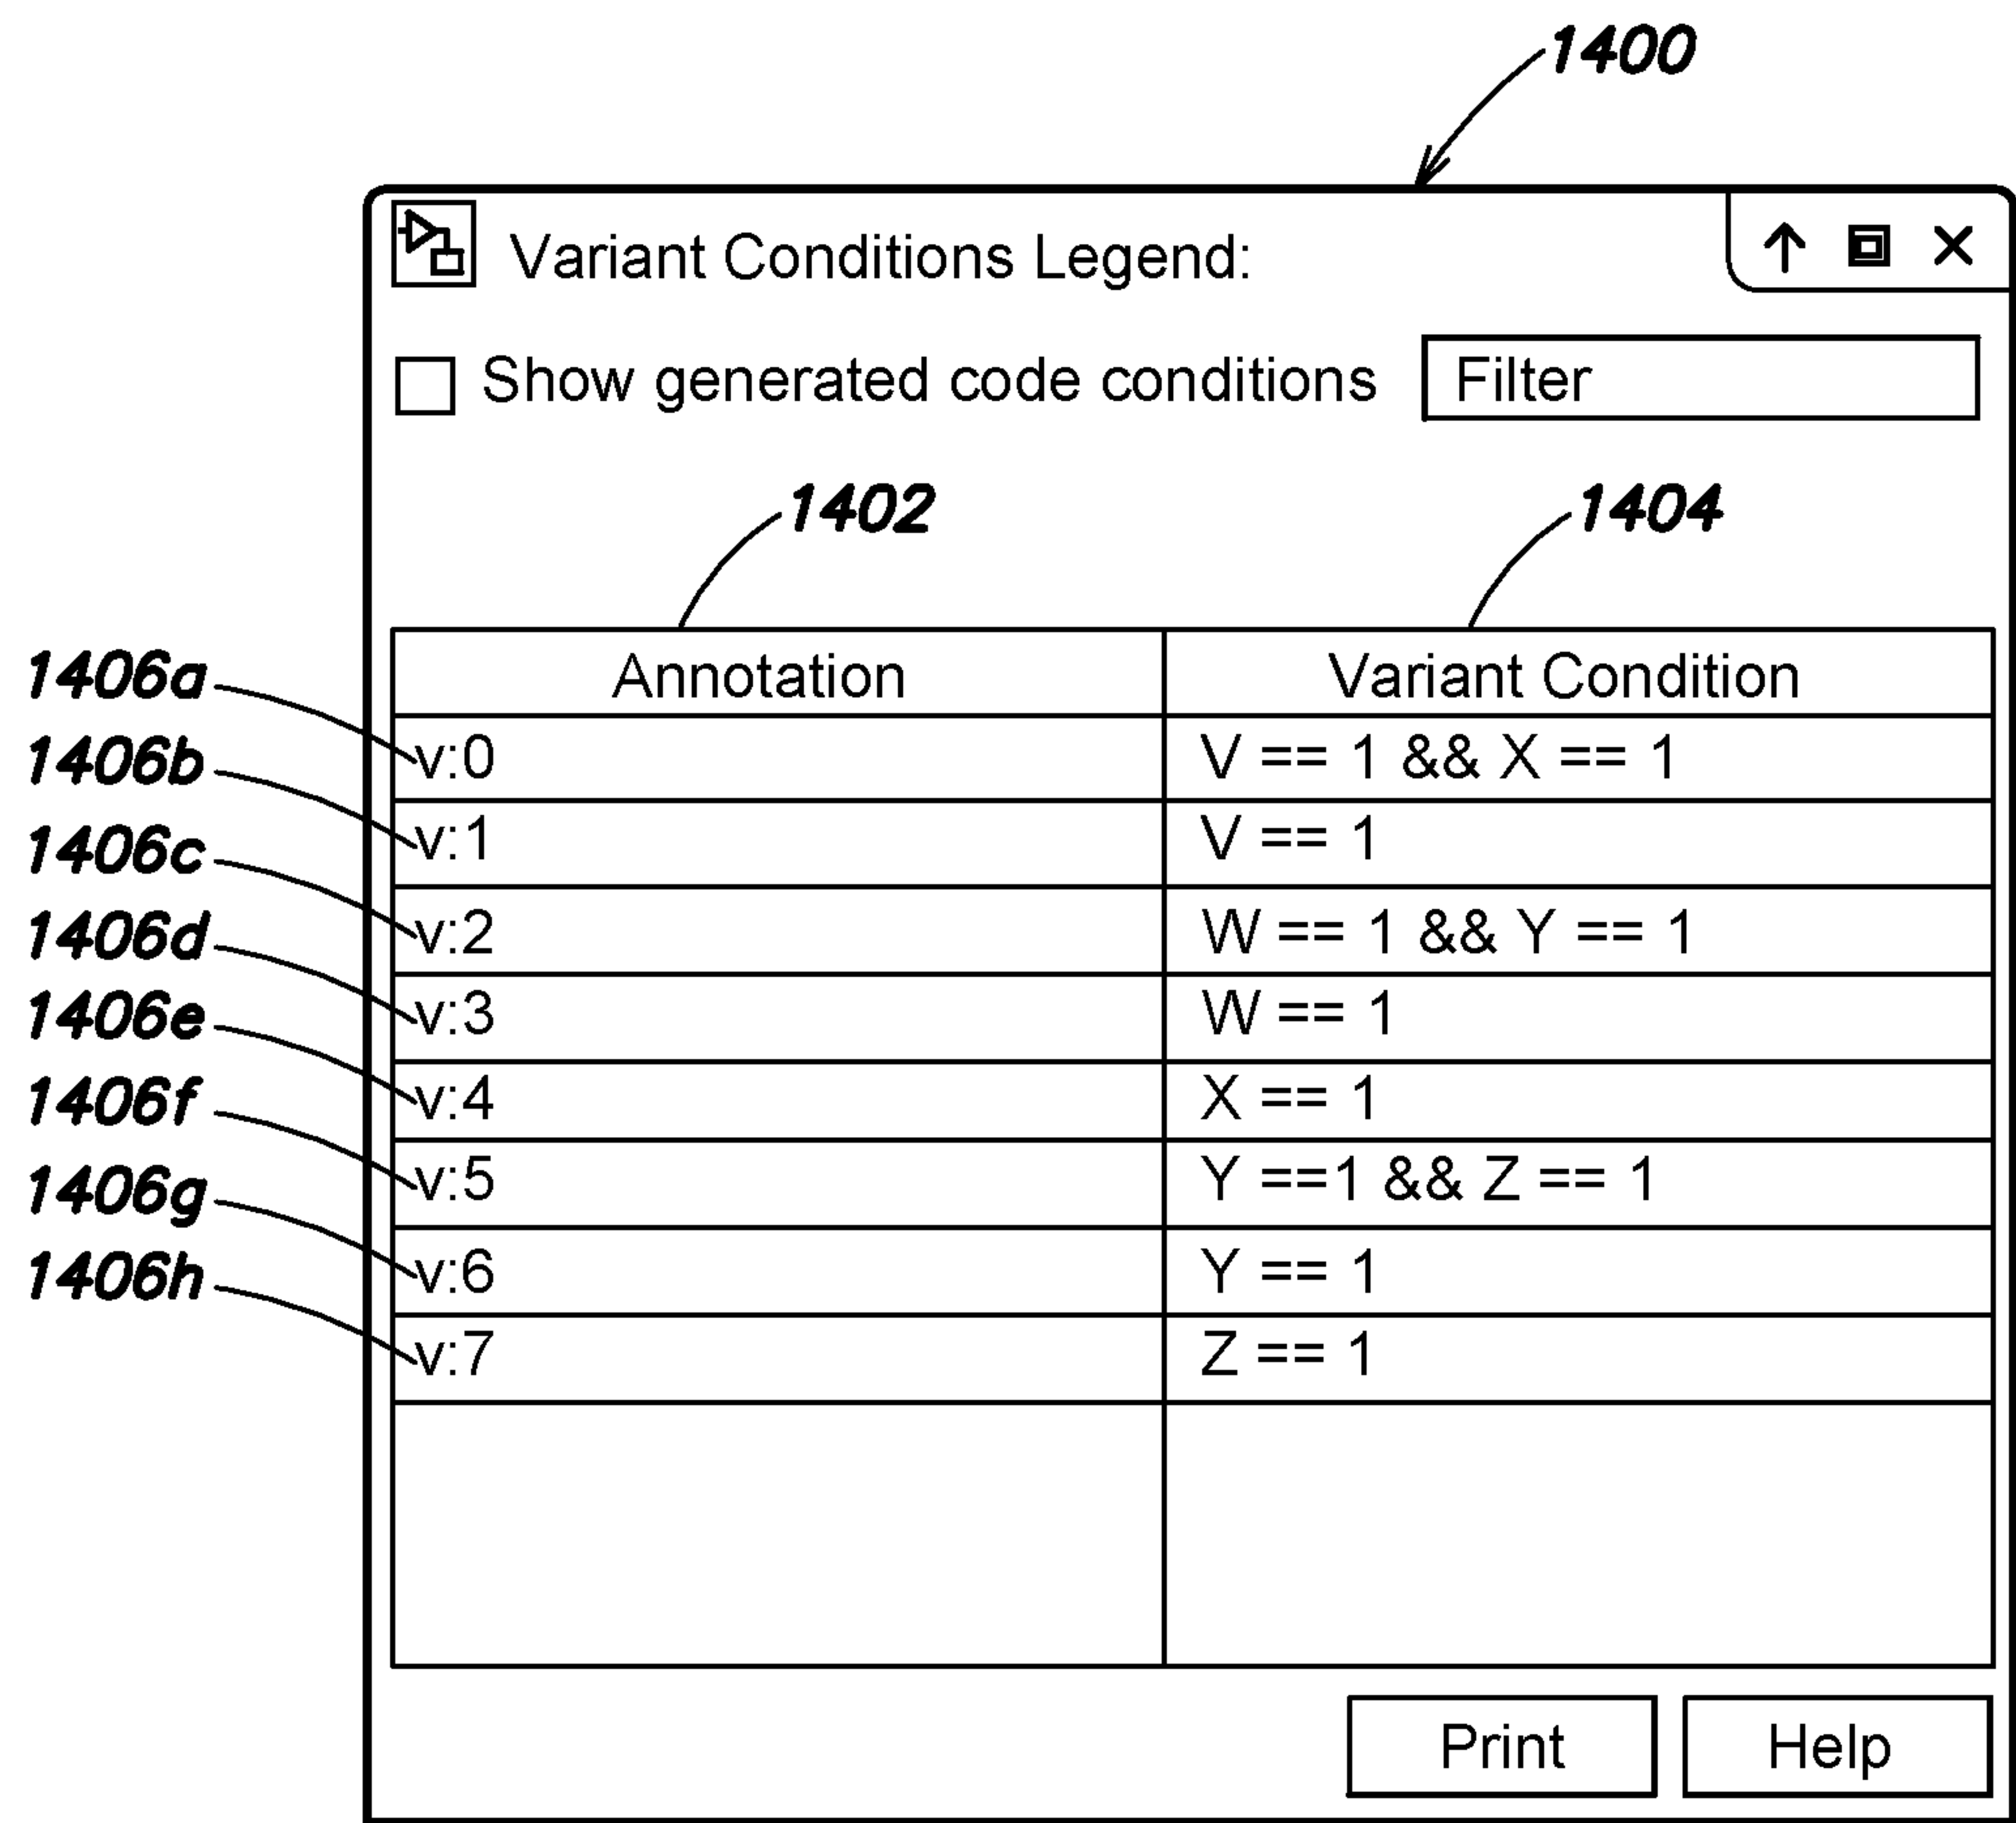 1400
Variant Conditions Legend:
Show generated code conditions Filter
1402 1404
Annotation Variant Condition
1406a v:0 V == 1 && X == 1
1406b v:1 V == 1
1406c v:2 W == 1 && Y == 1
1406d v:3 W == 1
1406e v:4 X == 1
1406f v:5 Y ==1 && Z == 1
1406g v:6 Y == 1
1406h v:7 Z == 1
Print Help